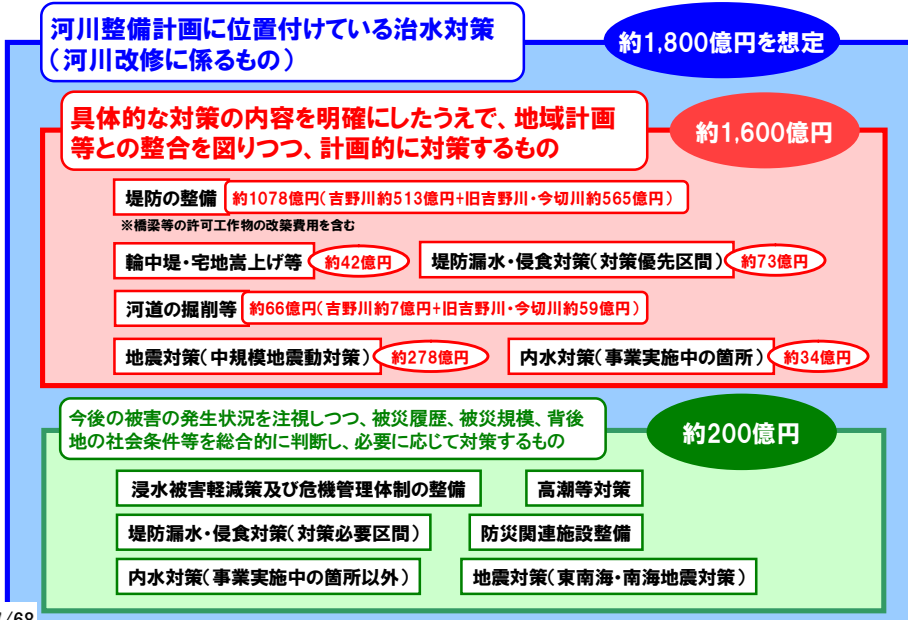 河川整備計画に位置付けている治水対策
(河川改修に係るもの)
約1,800億円を想定
具体的な対策の内容を明確にしたうえで、地域計画
等との整合を図りつつ、計画的に対策するもの
約1,600億円
堤防の整備 約1078億円(吉野川約513億円+旧吉野川・今切川約565億円)
※橋梁等の許可工作物の改築費用を含む
輪中堤・宅地嵩上げ等 約42億円 堤防漏水・侵食対策(対策優先区間) 約73億円
河道の掘削等 約66億円(吉野川約7億円+旧吉野川・今切川約59億円)
地震対策(中規模地震動対策) 約278億円 内水対策(事業実施中の箇所) 約34億円
今後の被害の発生状況を注視しつつ、被災履歴、被災規模、背後
地の社会条件等を総合的に判断し、必要に応じて対策するもの
約200億円
浸水被害軽減策及び危機管理体制の整備 高潮等対策
堤防漏水・侵食対策(対策必要区間) 防災関連施設整備
内水対策(事業実施中の箇所以外) 地震対策(東南海・南海地震対策)
/68